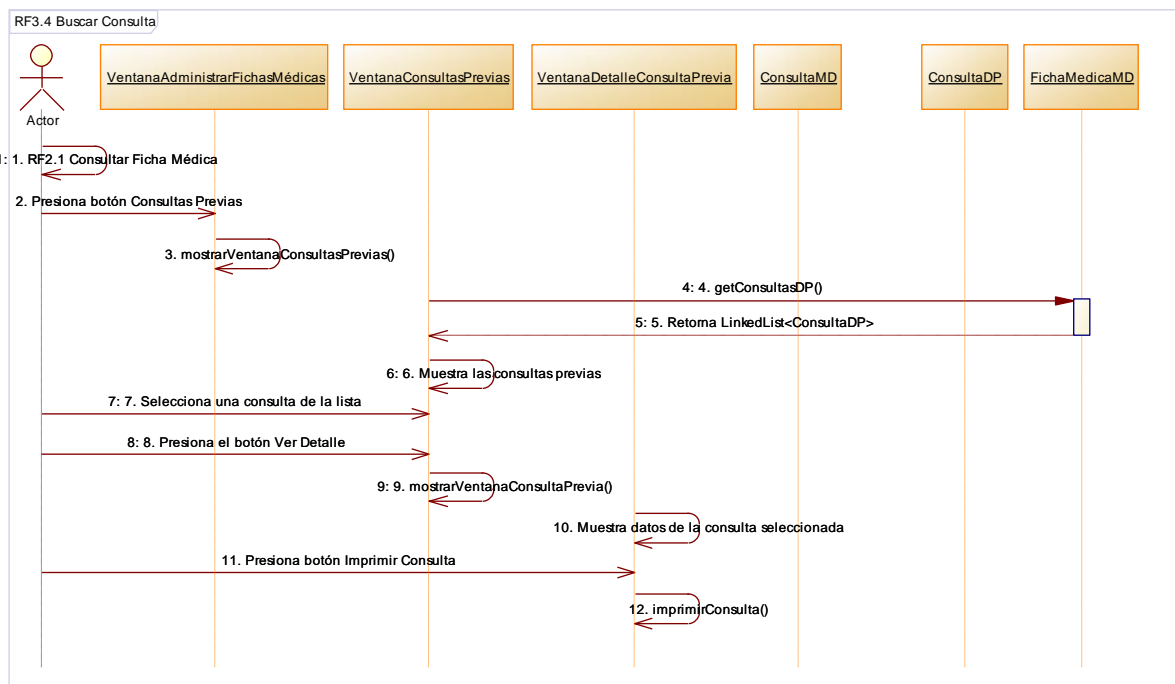 RF3.4 Buscar Consulta
VentanaAdministrarFichasMédicas
VentanaConsultasPrevias
VentanaDetalleConsultaPrevia
ConsultaMD
ConsultaDP
FichaMedicaMD
Actor
1: 1. RF2.1 Consultar Ficha Médica
2. Presiona botón Consultas Previas
3. mostrarVentanaConsultasPrevias()
4: 4. getConsultasDP()
5: 5. Retorna LinkedList<ConsultaDP>
6: 6. Muestra las consultas previas
7: 7. Selecciona una consulta de la lista
8: 8. Presiona el botón Ver Detalle
9: 9. mostrarVentanaConsultaPrevia()
10. Muestra datos de la consulta seleccionada
11. Presiona botón Imprimir Consulta
12. imprimirConsulta()